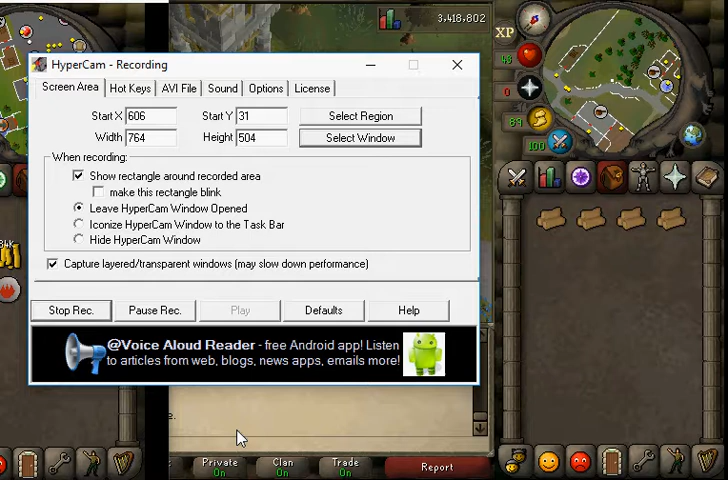 3,418,802
XP
HyperCam - Recording
Screen Area Hot Keys AVI File Sound Options License
Start X 606 Start Y 31 Select Region
Width 764 Height 504 Select Window
When recording:
Show rectangle around recorded area
make this rectangle blink
Leave HyperCam Window Opened
Iconize HyperCam Window to the Task Bar
Hide HyperCam Window
Capture layered/transparent windows (may slow down performance)
Stop Rec. Pause Rec. Play Defaults Help
@Voice Aloud Reader - free Android app! Listen
to articles from web, blogs, news apps, emails more!
0
100
Private Clan Trade Report
On On On